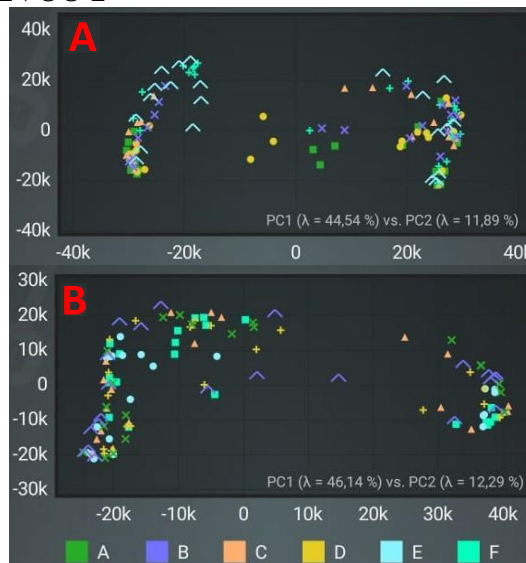 A
40k
20k
0
-20k
-40k
PC1 (λ = 44,54 %) vs. PC2 (λ = 11,89 %)
-40k -20k 0 20k 40k
B
30k
20k
10k
0
-10k
-20k
-30k
PC1 (λ = 46,14 %) vs. PC2 (λ = 12,29 %)
-20k -10k 0 10k 20k 30k 40k
A B C D E F